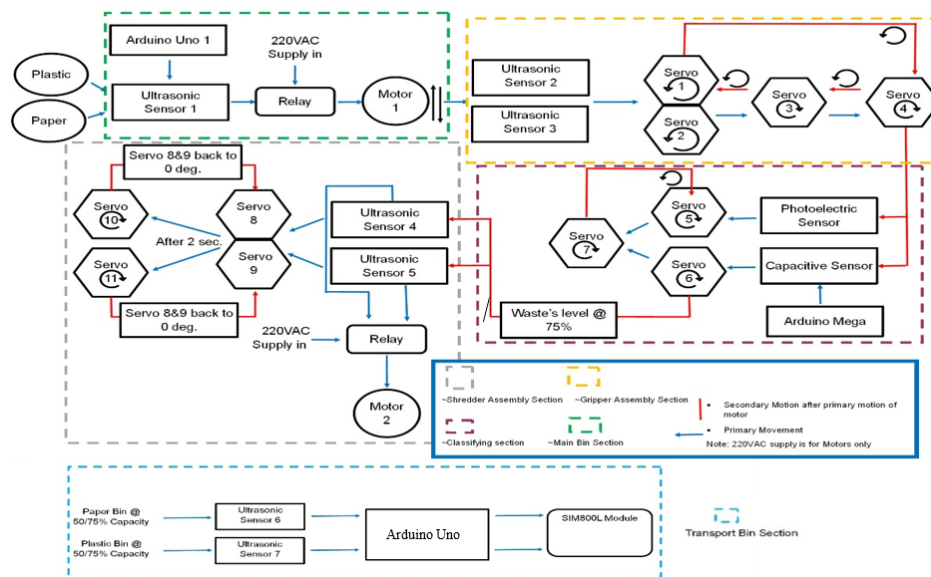 Arduino Uno 1
220VAC
Supply in
Plastic
Paper
Ultrasonic
Sensor 1
Relay
Motor
1
Ultrasonic
Sensor 2
Ultrasonic
Sensor 3
Servo
1
Servo
2
Servo
3
Servo
4
Servo 8&9 back to
0 deg.
Servo
10
Servo
8
After 2 sec.
Servo
9
Servo
11
Servo 8&9 back to
0 deg.
Ultrasonic
Sensor 4
Ultrasonic
Sensor 5
220VAC
Supply in
Relay
Motor
2
Servo
5
Servo
7
Servo
6
Photoelectric
Sensor
Capacitive Sensor
Arduino Mega
Waste's level @
75%
~Shredder Assembly Section
~Gripper Assembly Section
~Classifying section
~Main Bin Section
• Secondary Motion after primary motion of
motor
• Primary Movement
Note: 220VAC supply is for Motors only
Papor Bin @
50/75% Capacity
Ultrasonic
Sensor 6
Plastic Bin @
50/75% Capacity
Ultrasonic
Sensor 7
Arduino Uno
SIM800L Module
Transport Bin Section